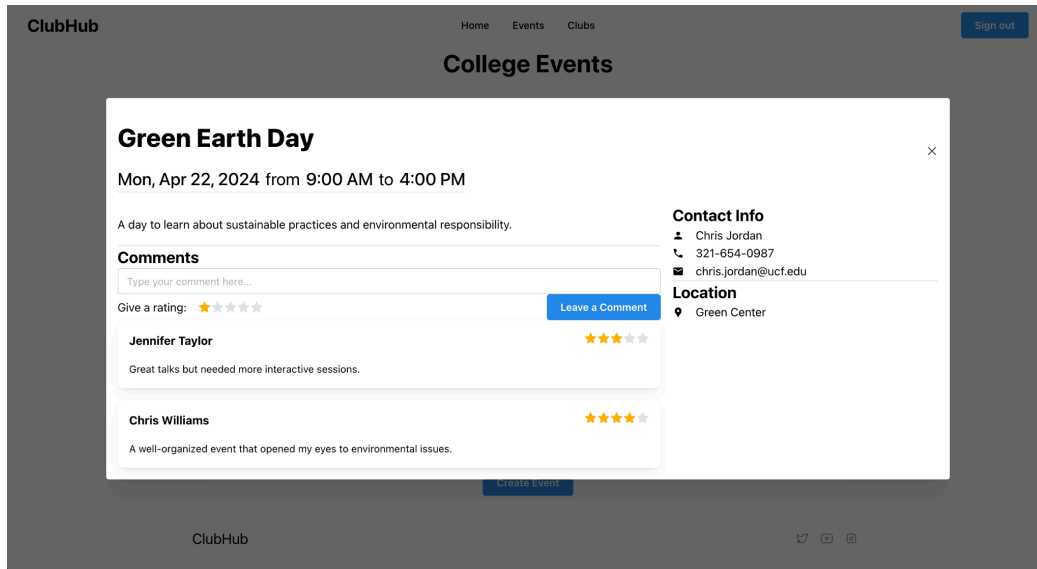 ClubHub
Home Events Clubs
Sign out
College Events
Green Earth Day
Mon, Apr 22, 2024 from 9:00 AM to 4:00 PM
A day to learn about sustainable practices and environmental responsibility.
Comments
Type your comment here...
Give a rating:
Leave a Comment
Jennifer Taylor
Great talks but needed more interactive sessions.
Chris Williams
A well-organized event that opened my eyes to environmental issues.
Contact Info
Chris Jordan
321-654-0987
chris.jordan@ucf.edu
Location
Green Center
Create Event
ClubHub